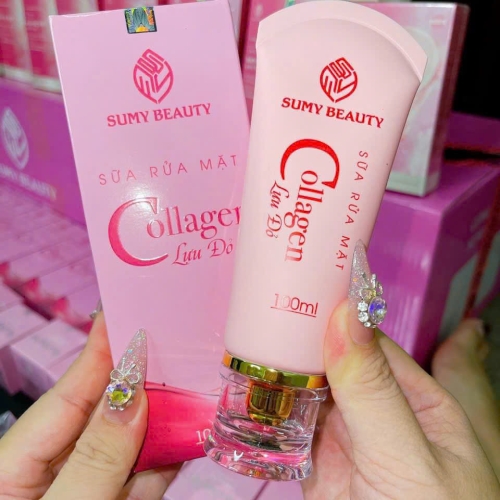 SUMY BEAUTY
SỮA RỬA MẶT
Collagen
Lựu Đỏ
SUMY BEAUTY
SỮA RỬA MẶT
Collagen
Lựu Đỏ
100ml